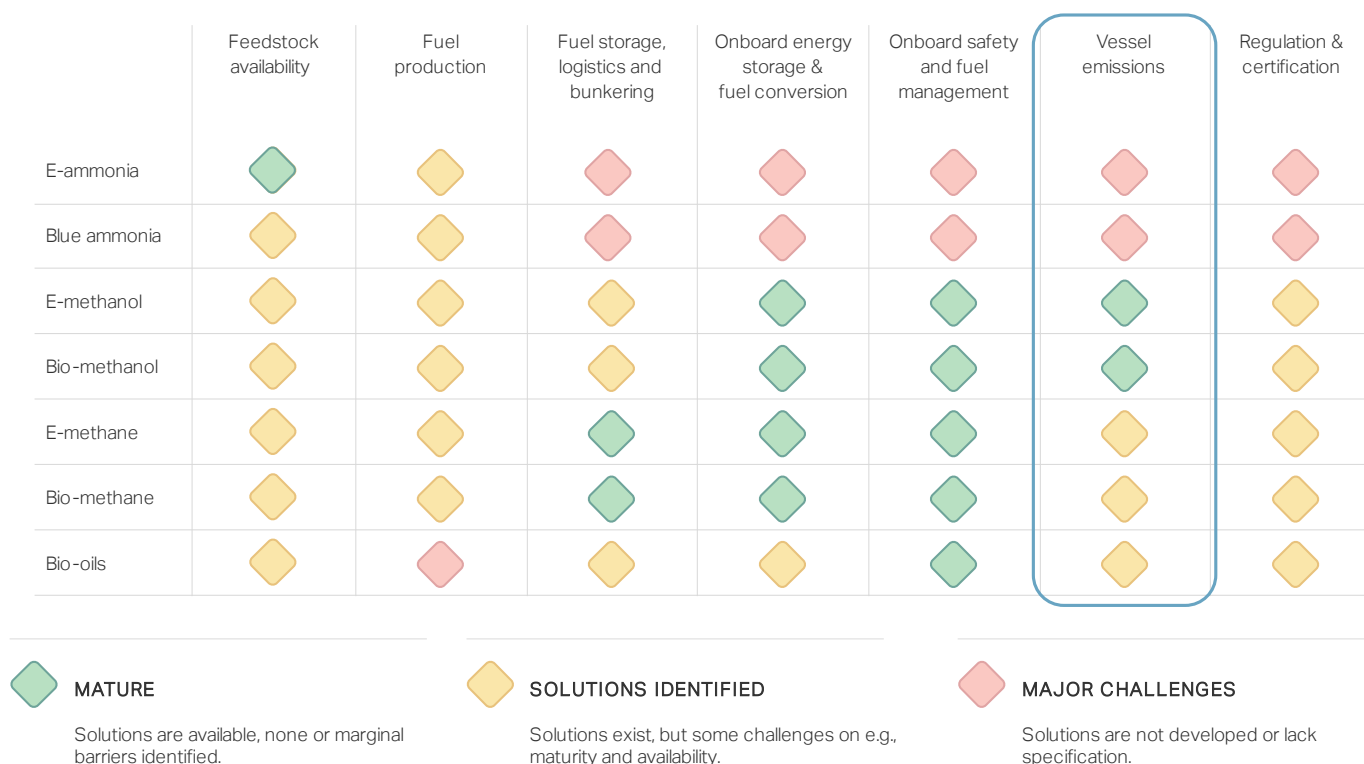 Feedstock
availability
Fuel
production
Fuel storage,
logistics and
bunkering
Onboard energy
storage &
fuel conversion
Onboard safety
and fuel
management
Vessel
emissions
Regulation &
certification
E-ammonia
Blue ammonia
E-methanol
Bio-methanol
E-methane
Bio-methane
Bio-oils
MATURE
Solutions are available, none or marginal
barriers identified.
SOLUTIONS IDENTIFIED
Solutions exist, but some challenges on e.g.,
maturity and availability.
MAJOR CHALLENGES
Solutions are not developed or lack
specification.